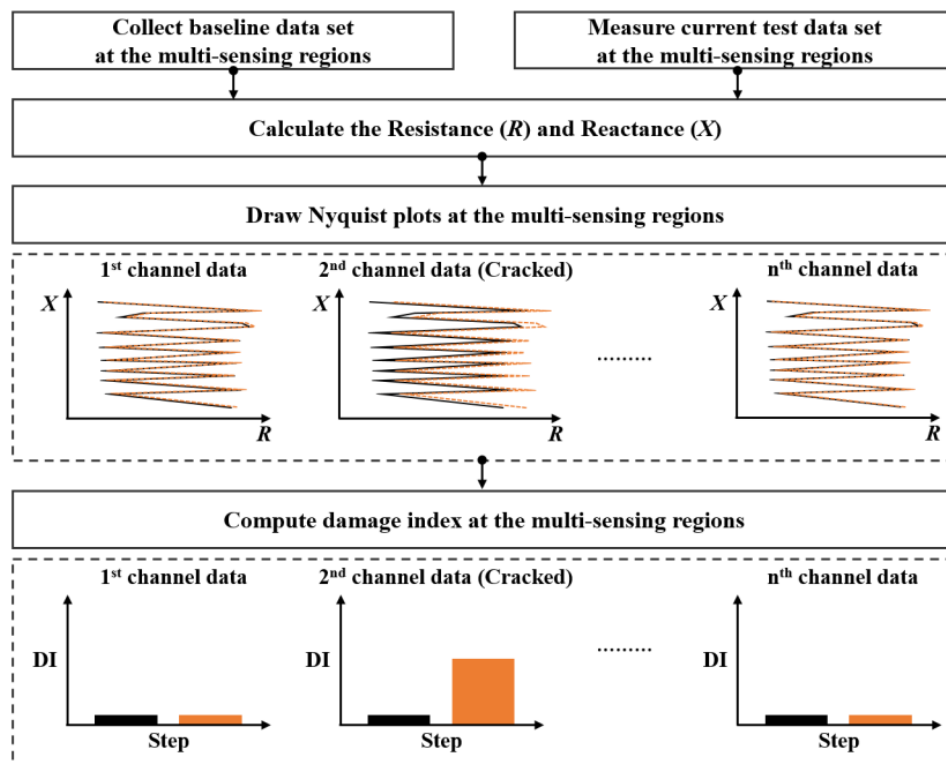 Collect baseline data set
at the multi-sensing regions
Measure current test data set
at the multi-sensing regions
Calculate the Resistance (R) and Reactance (X)
Draw Nyquist plots at the multi-sensing regions
1st channel data
2nd channel data (Cracked)
nth channel data
X
X
X
.........
R
R
R
Compute damage index at the multi-sensing regions
1st channel data
2nd channel data (Cracked)
nth channel data
DI
DI
.........
DI
Step
Step
Step